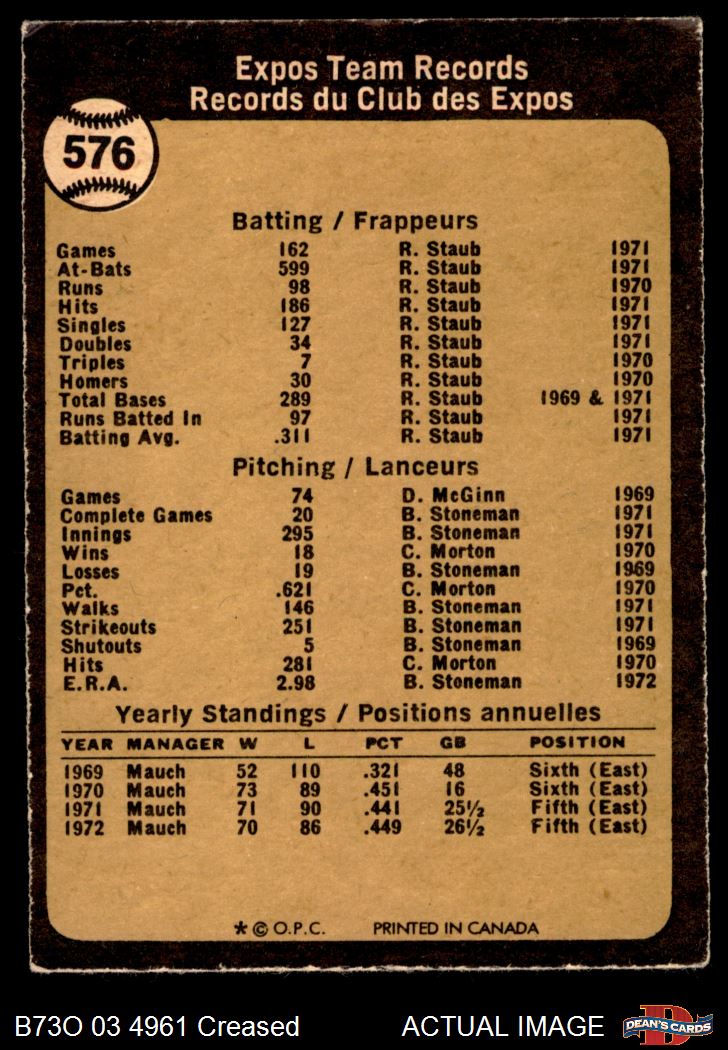 Expos Team Records
Records du Club des Expos
576
Batting / Frappeurs
Games 162 R. Staub 1971
At-Bats 599 R. Staub 1971
Runs 98 R. Staub 1970
Hits 186 R. Staub 1971
Singles 127 R. Staub 1971
Doubles 34 R. Staub 1971
Triples 7 R. Staub 1970
Homers 30 R. Staub 1970
Total Bases 289 R. Staub 1969 & 1971
Runs Batted In 97 R. Staub 1971
Batting Avg. .311 R. Staub 1971
Pitching / Lanceurs
Games 74 D. McGinn 1969
Complete Games 20 B. Stoneman 1971
Innings 295 B. Stoneman 1971
Wins 18 C. Morton 1970
Losses 19 B. Stoneman 1969
Pct. .621 C. Morton 1970
Walks 146 B. Stoneman 1971
Strikeouts 251 B. Stoneman 1971
Shutouts 5 B. Stoneman 1969
Hits 281 C. Morton 1970
E.R.A. 2.98 B. Stoneman 1972
Yearly Standings / Positions annuelles
YEAR MANAGER W L PCT GB POSITION
1969 Mauch 52 110 .321 48 Sixth (East)
1970 Mauch 73 89 .451 16 Sixth (East)
1971 Mauch 71 90 .441 25½ Fifth (East)
1972 Mauch 70 86 .449 26½ Fifth (East)
* © O.P.C. PRINTED IN CANADA
B73O 03 4961 Creased ACTUAL IMAGE DEAN'S CARDS